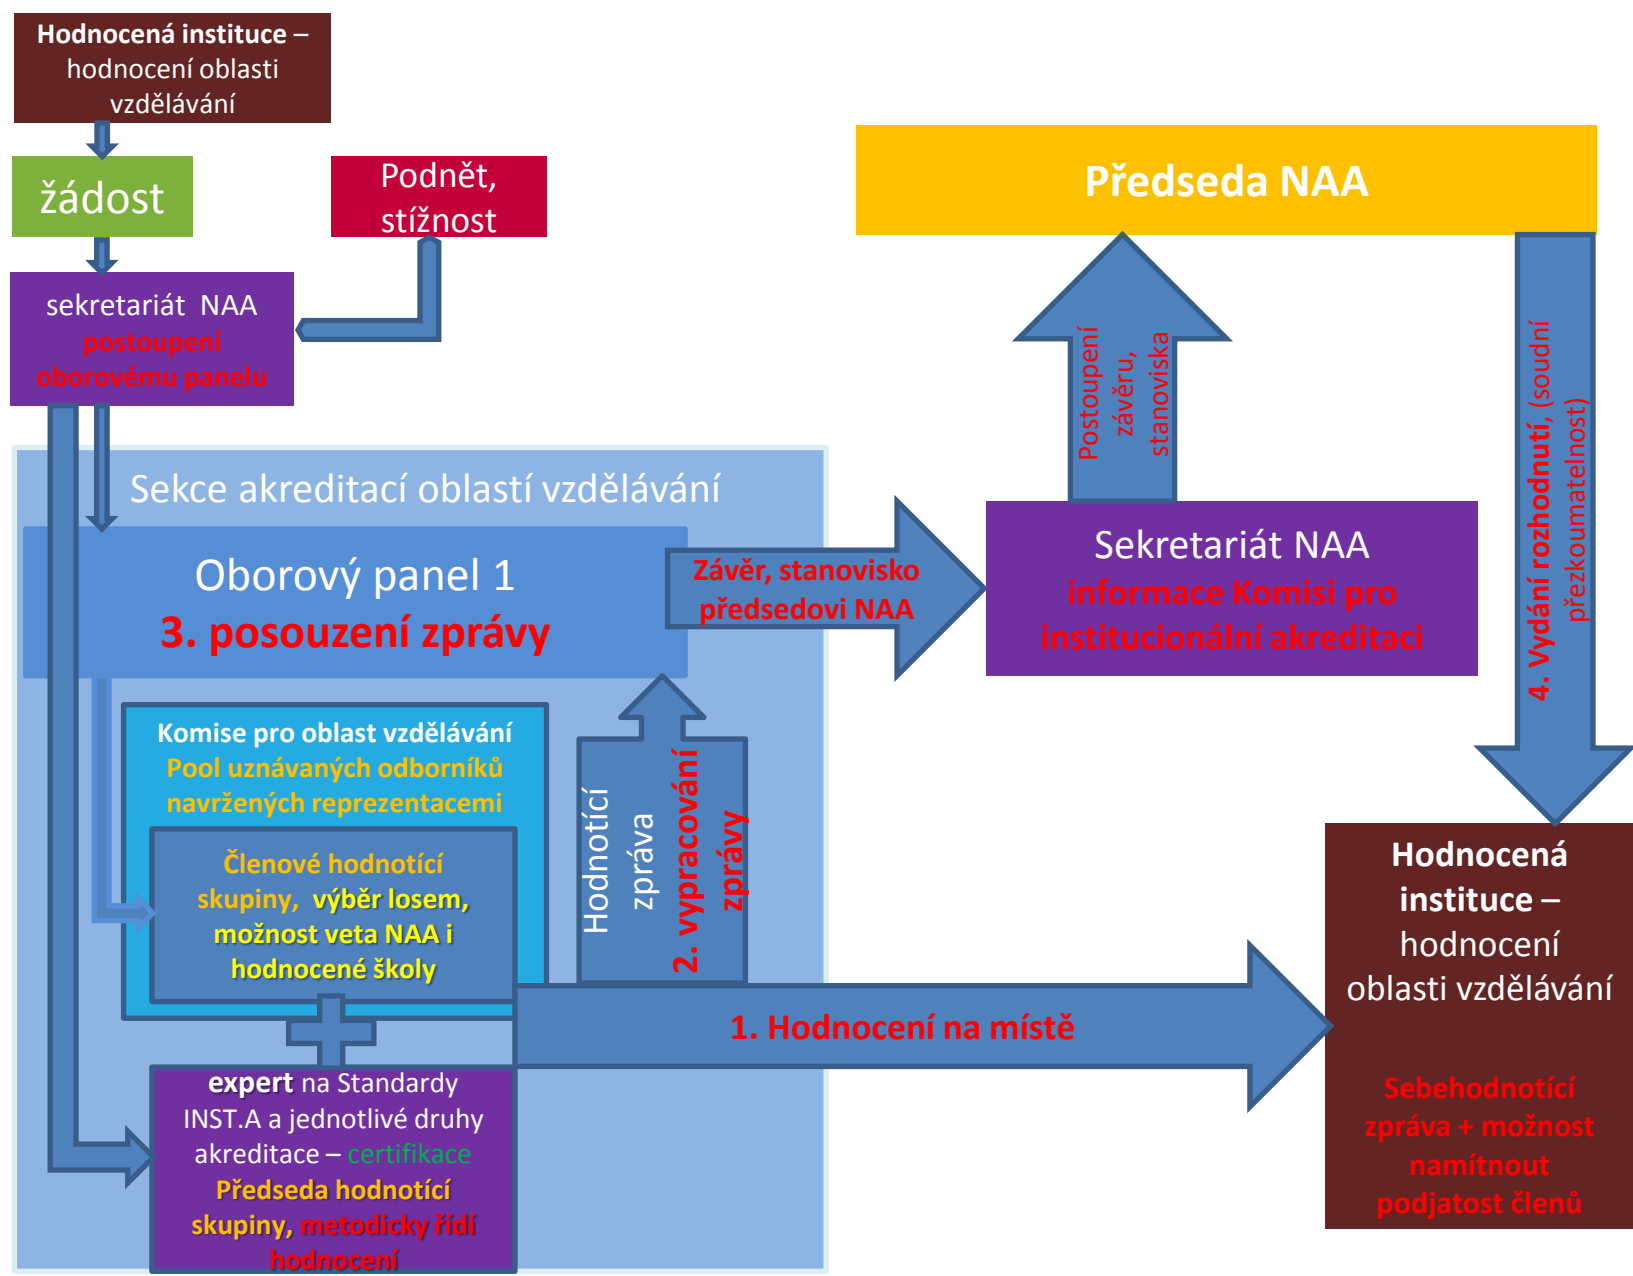 Hodnocená instituce –
hodnocení oblasti
vzdělávání
žádost
Podnět,
stížnost
sekretariát NAA
postoupení
oborovému panelu
Předseda NAA
Postoupení
závěru,
stanoviska
4. Vydání rozhodnutí, (soudní
přezkoumatelnost)
Sekce akreditací oblastí vzdělávání
Oborový panel 1
3. posouzení zprávy
Závěr, stanovisko
předsedovi NAA
Sekretariát NAA
informace Komisi pro
institucionální akreditaci
Komise pro oblast vzdělávání
Pool uznávaných odborníků
navržených reprezentacemi
Členové hodnotící
skupiny, výběr losem,
možnost veta NAA i
hodnocené školy
Hodnotící
zpráva
2. vypracování
zprávy
1. Hodnocení na místě
expert na Standardy
INST.A a jednotlivé druhy
akreditace – certifikace
Předseda hodnotící
skupiny, metodicky řídí
hodnocení
Hodnocená
instituce –
hodnocení
oblasti vzdělávání
Sebehodnotící
zpráva + možnost
namítnout
podjatost členů